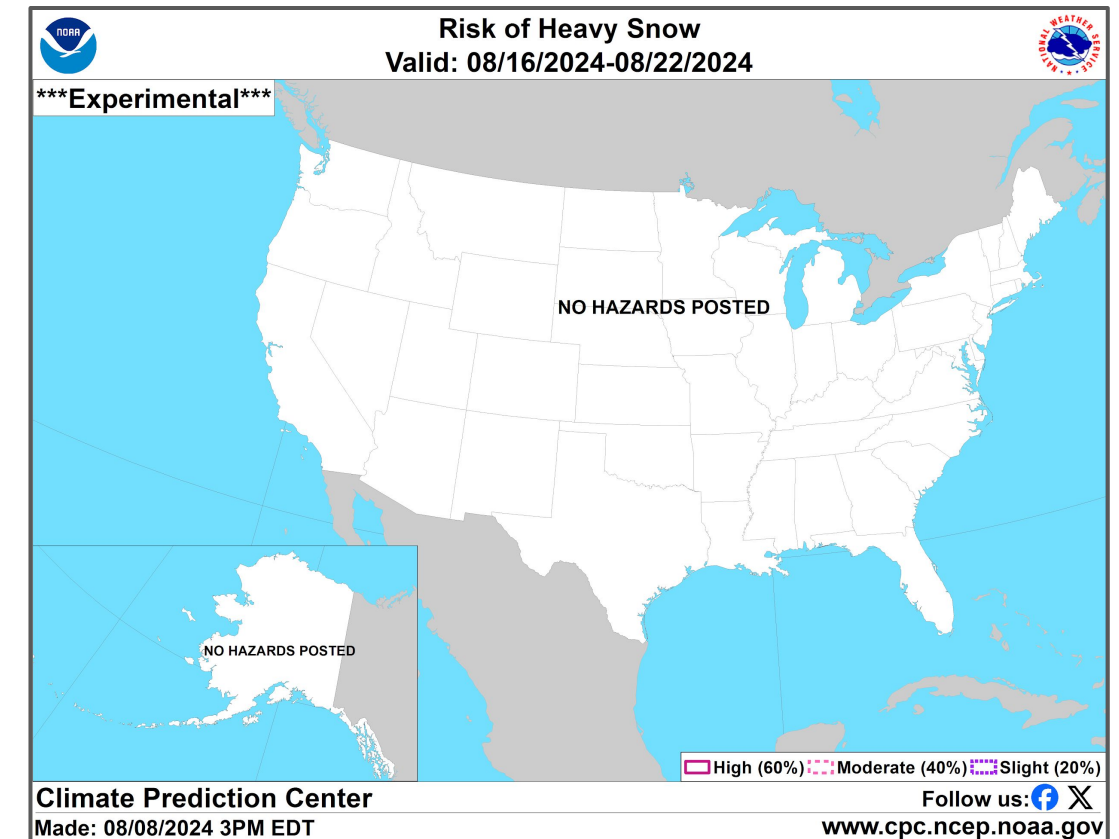 NOAA
Risk of Heavy Snow
Valid: 08/16/2024-08/22/2024
NATIONAL WEATHER SERVICE
***Experimental***
NO HAZARDS POSTED
NO HAZARDS POSTED
High (60%) Moderate (40%) Slight (20%)
Climate Prediction Center
Follow us:
Made: 08/08/2024 3PM EDT
www.cpc.ncep.noaa.gov